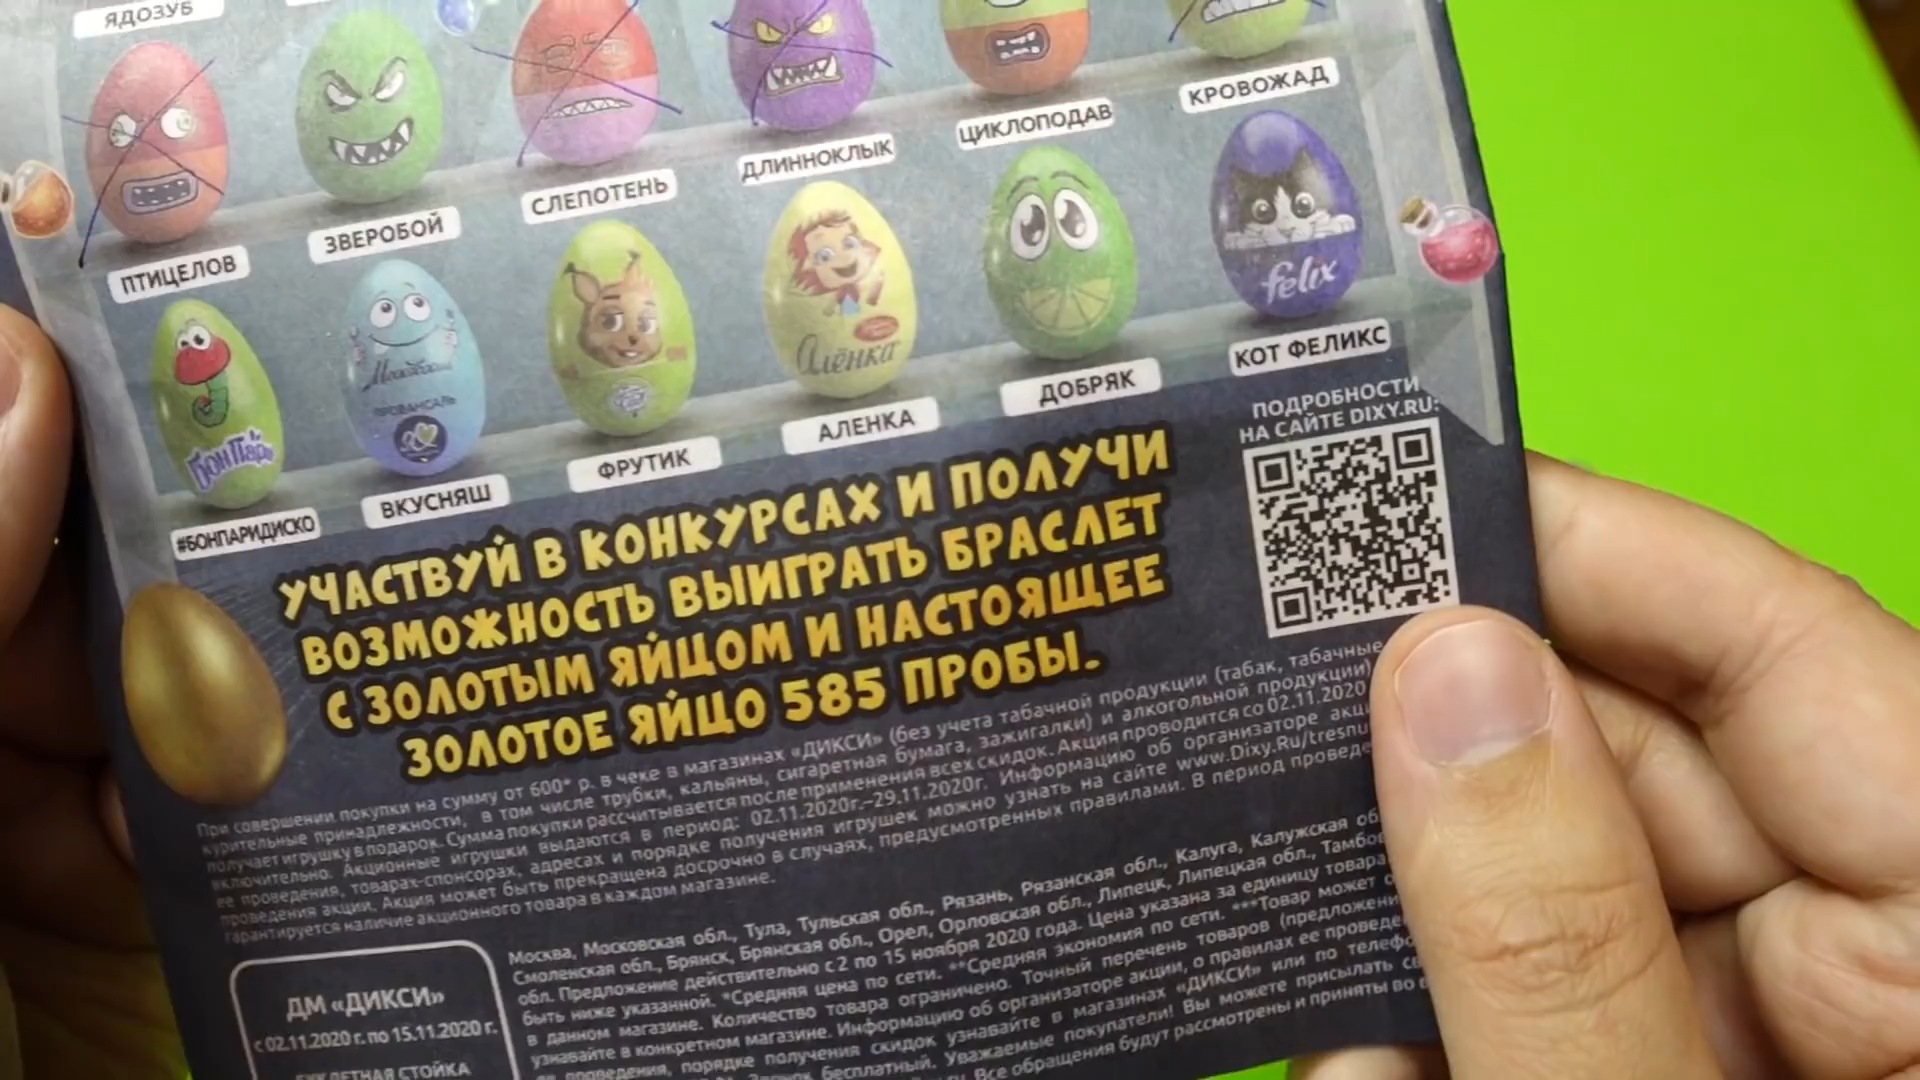 ЯДОЗУБ
КРОВОЖАД
ЦИКЛОПОДАВ
ДЛИННОКЛЫК
СЛЕПОТЕНЬ
ЗВЕРОБОЙ
ПТИЦЕЛОВ
felix
Алёнка
Московский
ПРОВАНСАЛЬ
БонПари
КОТ ФЕЛИКС
ДОБРЯК
АЛЕНКА
ФРУТИК
ВКУСНЯШ
#БОНПАРИДИСКО
ПОДРОБНОСТИ
НА САЙТЕ DIXY.RU:
УЧАСТВУЙ В КОНКУРСАХ И ПОЛУЧИ
ВОЗМОЖНОСТЬ ВЫИГРАТЬ БРАСЛЕТ
С ЗОЛОТЫМ ЯЙЦОМ И НАСТОЯЩЕЕ
ЗОЛОТОЕ ЯЙЦО 585 ПРОБЫ.
При совершении покупки на сумму от 600* р. в чеке в магазинах «ДИКСИ» (без учета табачной продукции (табак, табачные
курительные принадлежности, в том числе трубки, кальяны, сигаретная бумага, зажигалки) и алкогольной продукции)
получает игрушку в подарок. Сумма покупки рассчитывается после применения всех скидок. Акция проводится со 02.11.2020
включительно. Акционные игрушки выдаются в период: 02.11.2020г.–29.11.2020г. Информацию об организаторе
ее проведения, товарах-спонсорах, адресах и порядке получения игрушек можно узнать на сайте www.Dixy.Ru/tresnu
проведения акции. Акция может быть прекращена досрочно в случаях, предусмотренных правилами. В период
гарантируется наличие акционного товара в каждом магазине.
Москва, Московская обл., Тула, Тульская обл., Рязань, Рязанская обл., Калуга, Калужская
Смоленская обл., Брянск, Брянская обл., Орел, Орловская обл., Липецк, Липецкая обл.,
обл. Предложение действительно с 2 по 15 ноября 2020 года. Цена указана за единицу товара
быть ниже указанной. *Средняя цена по сети. **Средняя экономия по сети. ***Товар может
в данном магазине. Количество товара ограничено. Точный перечень товаров
узнавайте в конкретном магазине. Информацию об организаторе акции, о правилах ее
проведения, порядке получения скидок узнавайте в магазинах «ДИКСИ» или по
бесплатный. Уважаемые покупатели! Вы можете присылать
Все обращения будут рассмотрены и приняты во
ДМ «ДИКСИ»
с 02.11.2020 г. по 15.11.2020 г.
БУКЛЕТНАЯ СТОЙКА